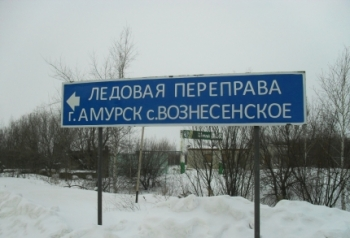 ЛЕДОВАЯ ПЕРЕПРАВА
г.АМУРСК с.ВОЗНЕСЕНСКОЕ